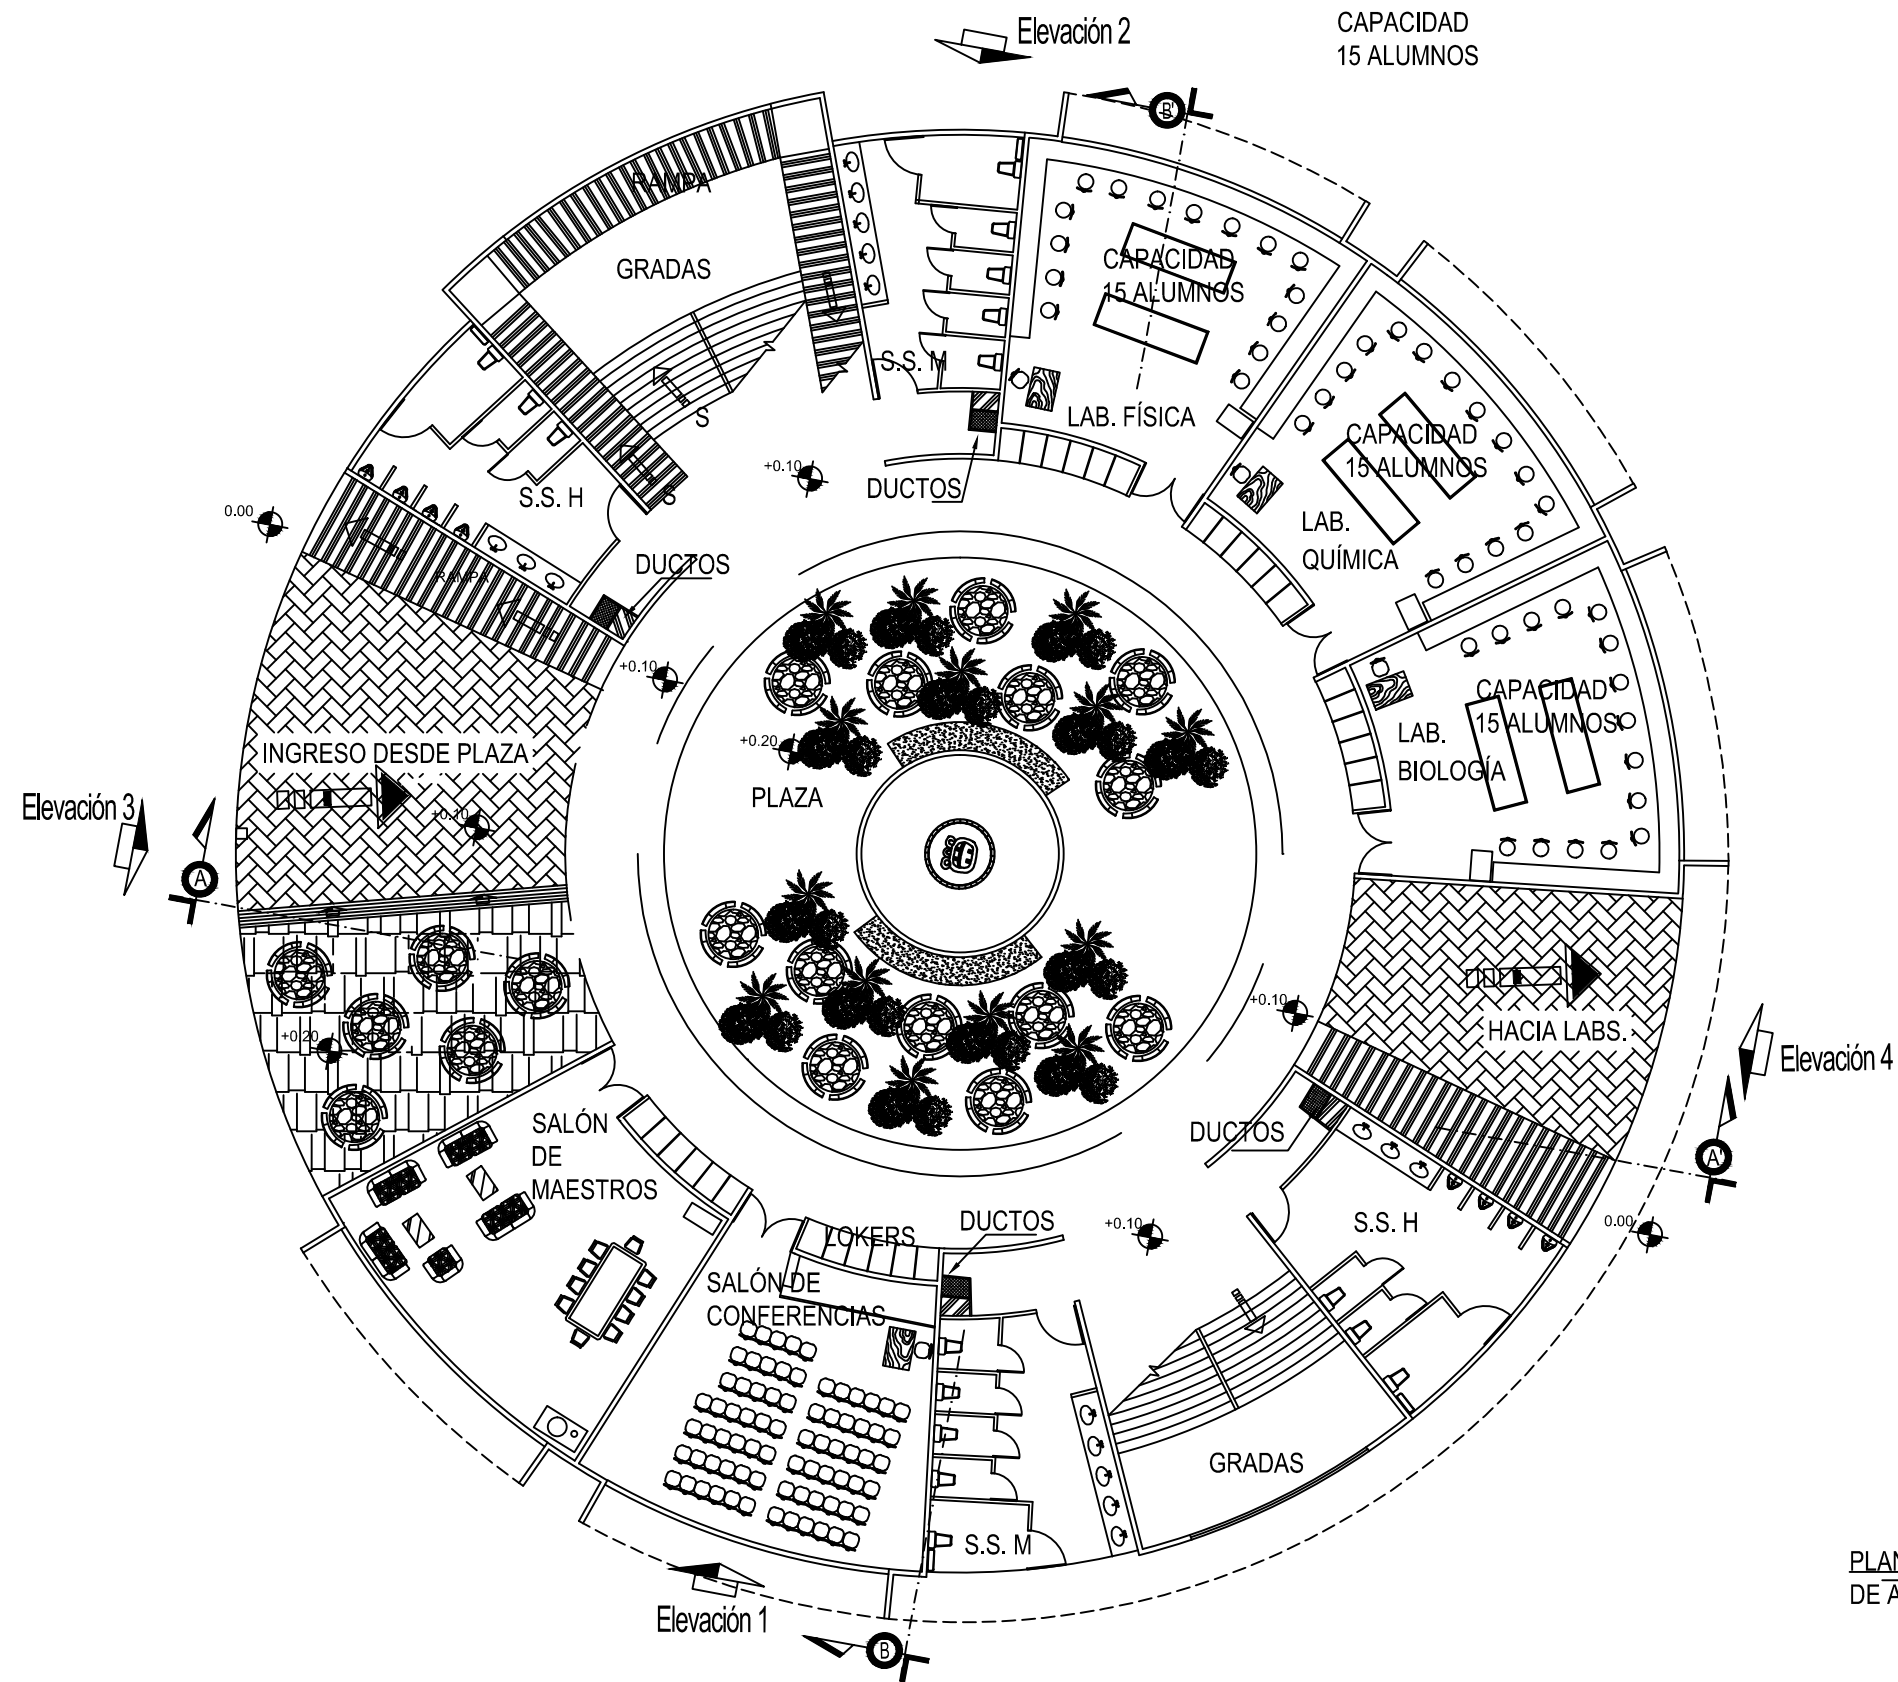 Elevación 2
CAPACIDAD
15 ALUMNOS
B'
RAMPA
GRADAS
CAPACIDAD
15 ALUMNOS
S.S. M
LAB. FÍSICA
S
CAPACIDAD
15 ALUMNOS
+0.10
DUCTOS
S
S.S. H
0.00
LAB.
QUÍMICA
DUCTOS
RAMPA
+0.10
CAPACIDAD
15 ALUMNOS
LAB.
BIOLOGÍA
+0.20
INGRESO DESDE PLAZA
PLAZA
Elevación 3
+0.10
A
+0.10
HACIA LABS.
+0.20
Elevación 4
SALÓN
DE
MAESTROS
DUCTOS
A'
LOKERS
DUCTOS
+0.10
S.S. H
0.00
SALÓN DE
CONFERENCIAS
GRADAS
S.S. M
Elevación 1
B
PLAN
DE A